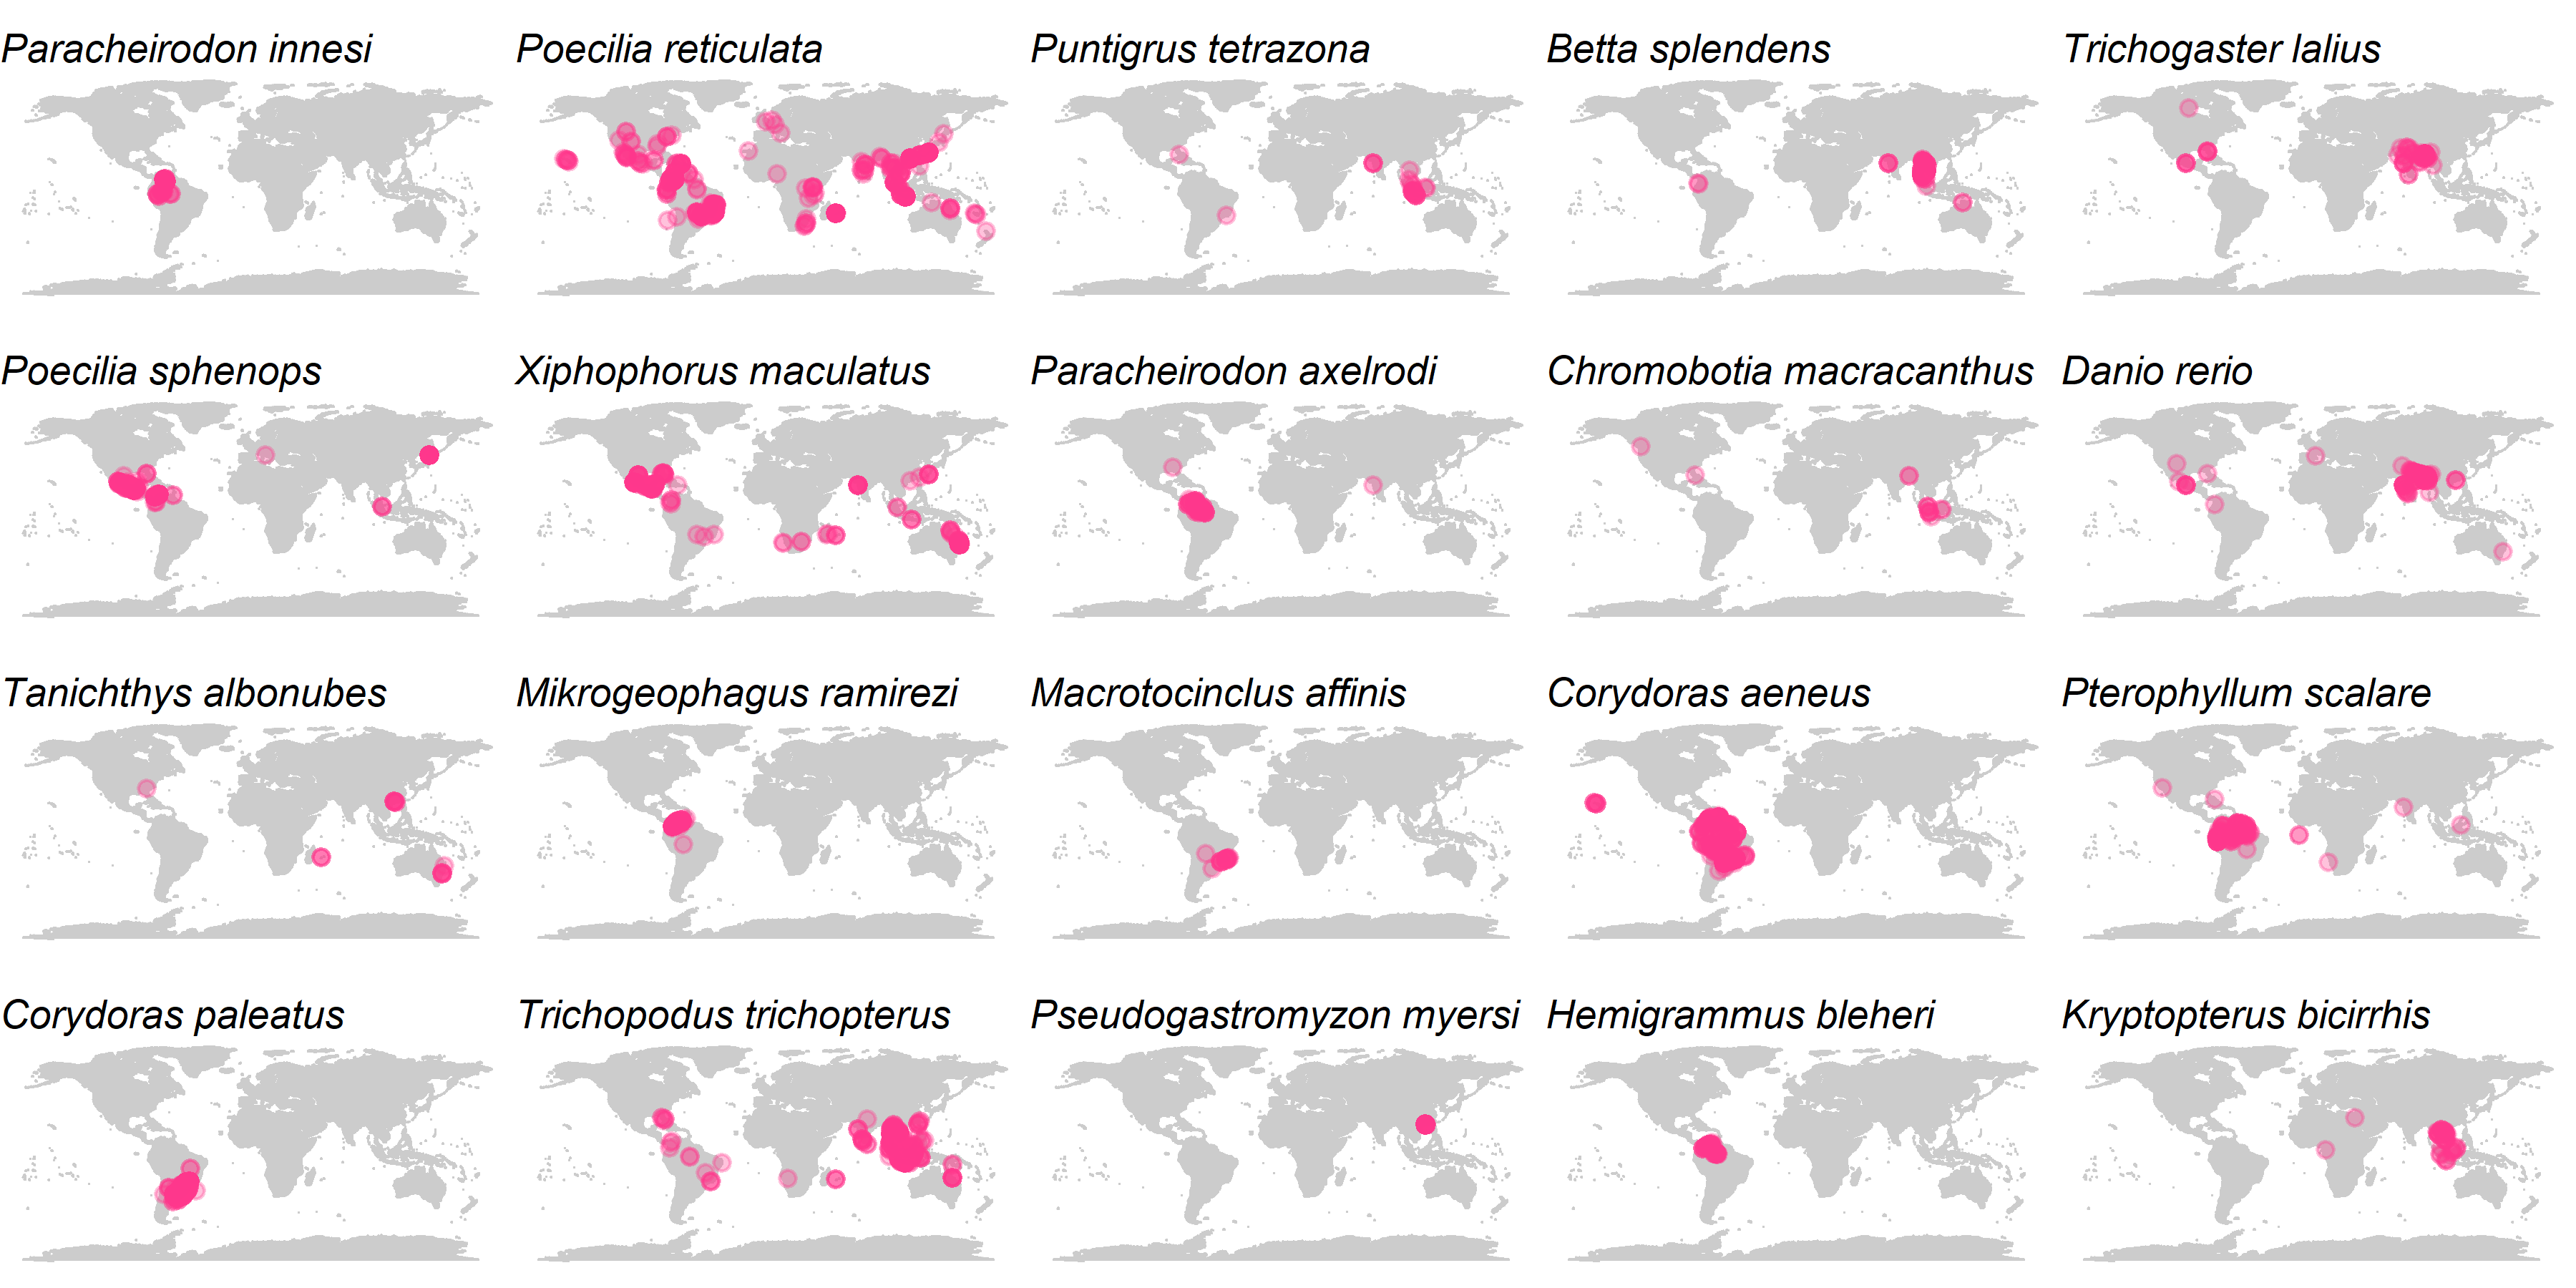 Paracheirodon innesi
Poecilia reticulata
Puntigrus tetrazona
Betta splendens
Trichogaster lalius
Poecilia sphenops
Xiphophorus maculatus
Paracheirodon axelrodi
Chromobotia macracanthus
Danio rerio
Tanichthys albonubes
Mikrogeophagus ramirezi
Macrotocinclus affinis
Corydoras aeneus
Pterophyllum scalare
Corydoras paleatus
Trichopodus trichopterus
Pseudogastromyzon myersi
Hemigrammus bleheri
Kryptopterus bicirrhis